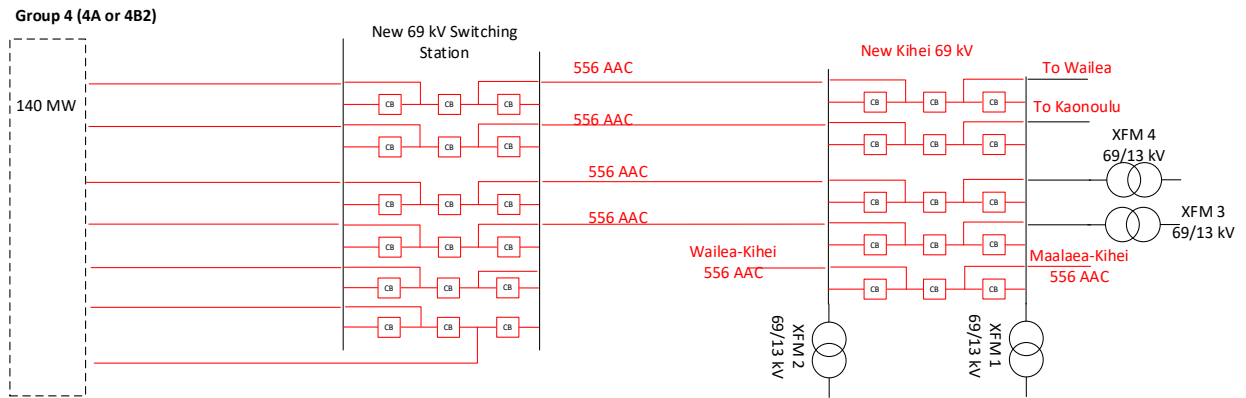 Group 4 (4A or 4B2)
New 69 kV Switching
Station
140 MW
556 AAC
556 AAC
556 AAC
556 AAC
CB CB CB
CB CB CB
CB CB CB
CB CB CB
CB CB CB
CB CB CB
New Kihei 69 kV
To Wailea
To Kaonoulu
XFM 4
69/13 kV
XFM 3
69/13 kV
Wailea-Kihei
556 AAC
Maalaea-Kihei
556 AAC
CB CB CB
CB CB CB
CB CB CB
CB CB CB
CB CB CB
XFM 2
69/13 kV
XFM 1
69/13 kV